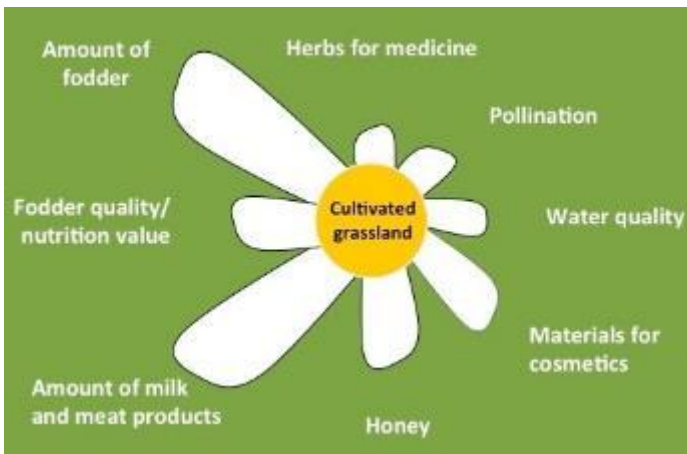 Amount of
fodder
Herbs for medicine
Pollination
Fodder quality/
nutrition value
Cultivated
grassland
Water quality
Materials for
cosmetics
Amount of milk
and meat products
Honey